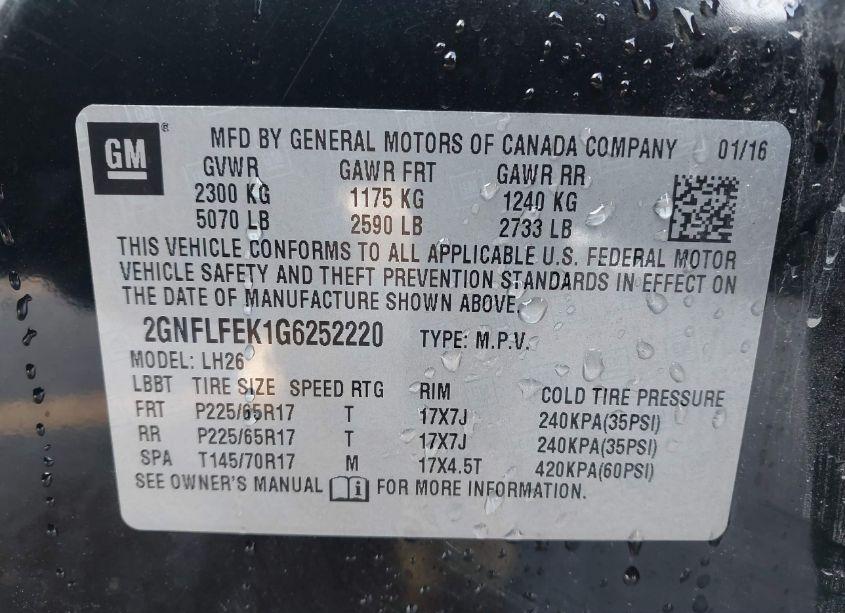 GM ®
MFD BY GENERAL MOTORS OF CANADA COMPANY 01/16
GVWR GAWR FRT GAWR RR
2300 KG 1175 KG 1240 KG
5070 LB 2590 LB 2733 LB
THIS VEHICLE CONFORMS TO ALL APPLICABLE U.S. FEDERAL MOTOR
VEHICLE SAFETY AND THEFT PREVENTION STANDARDS IN EFFECT ON
THE DATE OF MANUFACTURE SHOWN ABOVE.
2GNFLFEK1G6252220 TYPE: M.P.V.
MODEL: LH26
LBBT TIRE SIZE SPEED RTG RIM COLD TIRE PRESSURE
FRT P225/65R17 T 17X7J 240KPA(35PSI)
RR P225/65R17 T 17X7J 240KPA(35PSI)
SPA T145/70R17 M 17X4.5T 420KPA(60PSI)
SEE OWNER'S MANUAL i FOR MORE INFORMATION.